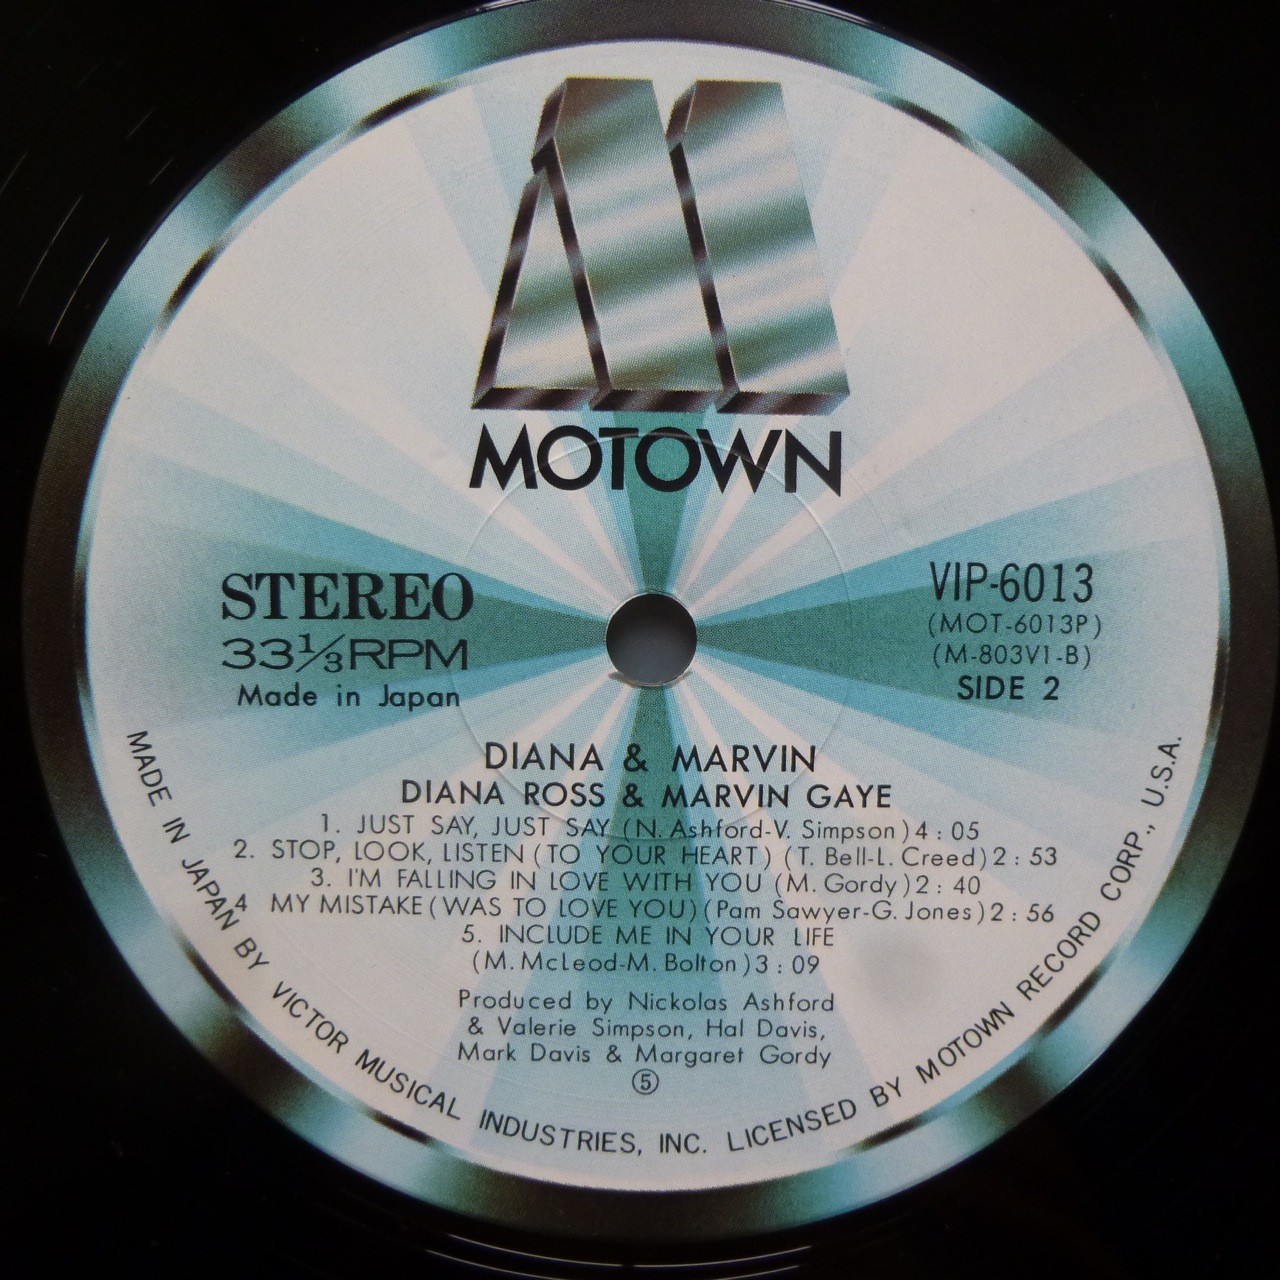 MOTOWN
STEREO
33⅓ RPM
Made in Japan
VIP-6013
(MOT-6013P)
(M-803V1-B)
SIDE 2
DIANA & MARVIN
DIANA ROSS & MARVIN GAYE
1. JUST SAY, JUST SAY (N. Ashford-V. Simpson) 4 : 05
2. STOP, LOOK, LISTEN (TO YOUR HEART) (T. Bell-L. Creed) 2 : 53
3. I'M FALLING IN LOVE WITH YOU (M. Gordy) 2 : 40
4 MY MISTAKE (WAS TO LOVE YOU) (Pam Sawyer-G. Jones) 2 : 56
5. INCLUDE ME IN YOUR LIFE
(M. McLeod-M. Bolton) 3 : 09
Produced by Nickolas Ashford
& Valerie Simpson, Hal Davis,
Mark Davis & Margaret Gordy
⑤
MADE IN JAPAN BY VICTOR MUSICAL INDUSTRIES, INC. LICENSED BY MOTOWN RECORD CORP., U.S.A.